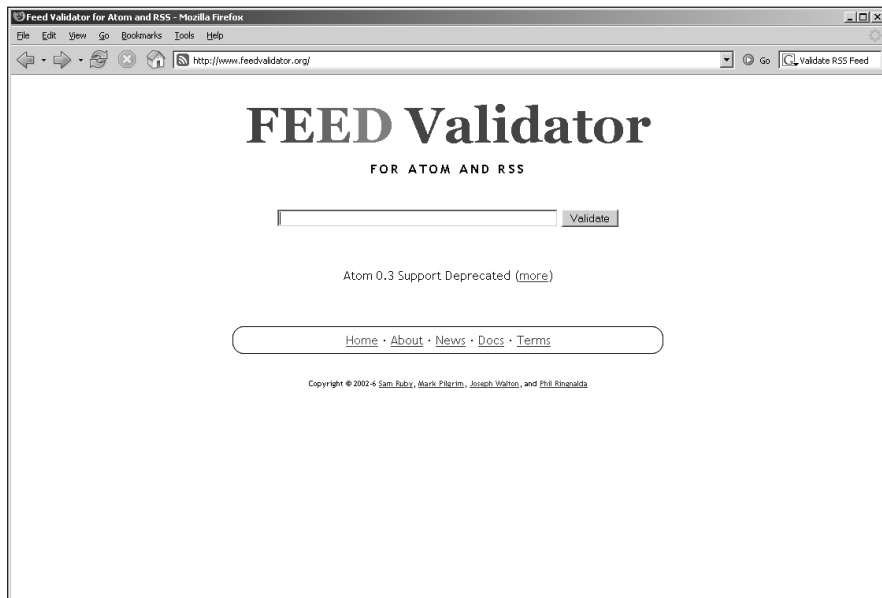 Feed Validator for Atom and RSS - Mozilla Firefox
File Edit View Go Bookmarks Tools Help
http://www.feedvalidator.org/ Go Validate RSS Feed
FEED Validator
FOR ATOM AND RSS
Validate
Atom 0.3 Support Deprecated (more)
Home · About · News · Docs · Terms
Copyright © 2002-6 Sam Ruby, Mark Pilgrim, Joseph Walton, and Phil Ringnalda